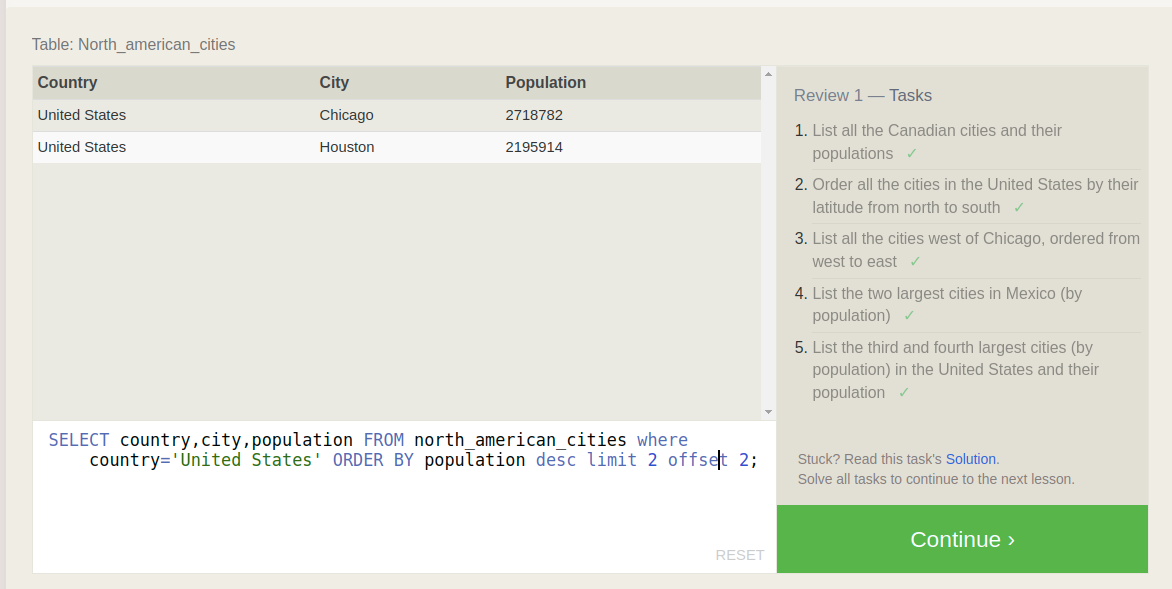 Table: North_american_cities
Country City Population
United States Chicago 2718782
United States Houston 2195914
SELECT country,city,population FROM north_american_cities where
country='United States' ORDER BY population desc limit 2 offset 2;
RESET
Review 1 — Tasks
1. List all the Canadian cities and their
populations ✓
2. Order all the cities in the United States by their
latitude from north to south ✓
3. List all the cities west of Chicago, ordered from
west to east ✓
4. List the two largest cities in Mexico (by
population) ✓
5. List the third and fourth largest cities (by
population) in the United States and their
population ✓
Stuck? Read this task's Solution.
Solve all tasks to continue to the next lesson.
Continue ›